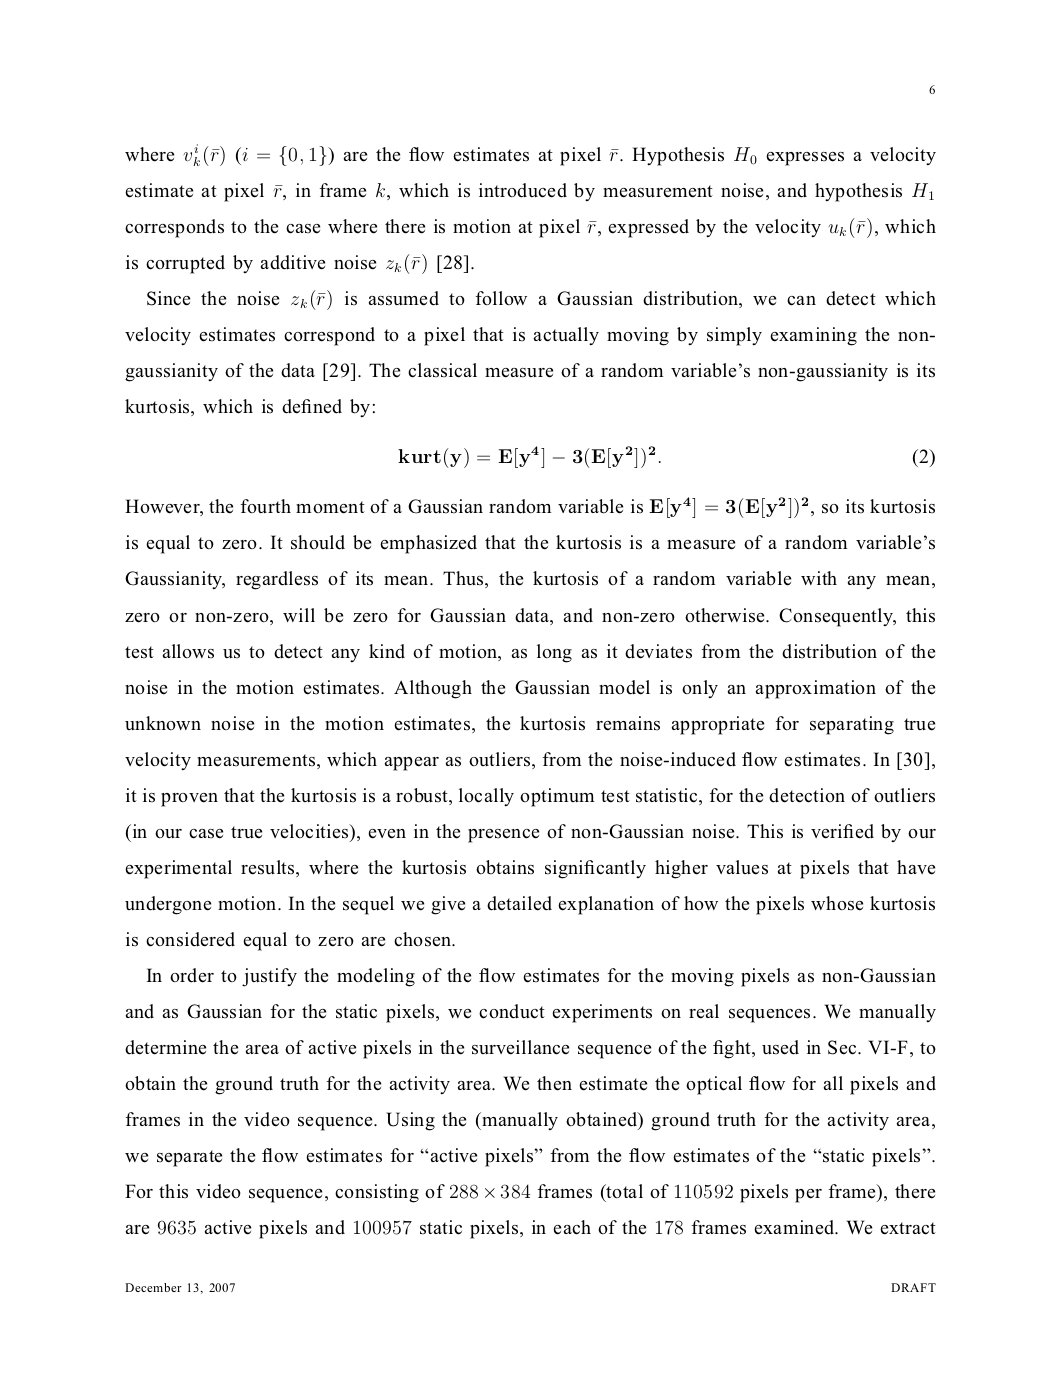 6
where v_k^i(r̄) (i = {0, 1}) are the flow estimates at pixel r̄. Hypothesis H_0 expresses a velocity
estimate at pixel r̄, in frame k, which is introduced by measurement noise, and hypothesis H_1
corresponds to the case where there is motion at pixel r̄, expressed by the velocity u_k(r̄), which
is corrupted by additive noise z_k(r̄) [28].
Since the noise z_k(r̄) is assumed to follow a Gaussian distribution, we can detect which
velocity estimates correspond to a pixel that is actually moving by simply examining the non-
gaussianity of the data [29]. The classical measure of a random variable's non-gaussianity is its
kurtosis, which is defined by:
kurt(y) = E[y⁴] − 3(E[y²])². (2)
However, the fourth moment of a Gaussian random variable is E[y⁴] = 3(E[y²])², so its kurtosis
is equal to zero. It should be emphasized that the kurtosis is a measure of a random variable's
Gaussianity, regardless of its mean. Thus, the kurtosis of a random variable with any mean,
zero or non-zero, will be zero for Gaussian data, and non-zero otherwise. Consequently, this
test allows us to detect any kind of motion, as long as it deviates from the distribution of the
noise in the motion estimates. Although the Gaussian model is only an approximation of the
unknown noise in the motion estimates, the kurtosis remains appropriate for separating true
velocity measurements, which appear as outliers, from the noise-induced flow estimates. In [30],
it is proven that the kurtosis is a robust, locally optimum test statistic, for the detection of outliers
(in our case true velocities), even in the presence of non-Gaussian noise. This is verified by our
experimental results, where the kurtosis obtains significantly higher values at pixels that have
undergone motion. In the sequel we give a detailed explanation of how the pixels whose kurtosis
is considered equal to zero are chosen.
In order to justify the modeling of the flow estimates for the moving pixels as non-Gaussian
and as Gaussian for the static pixels, we conduct experiments on real sequences. We manually
determine the area of active pixels in the surveillance sequence of the fight, used in Sec. VI-F, to
obtain the ground truth for the activity area. We then estimate the optical flow for all pixels and
frames in the video sequence. Using the (manually obtained) ground truth for the activity area,
we separate the flow estimates for “active pixels” from the flow estimates of the “static pixels”.
For this video sequence, consisting of 288 × 384 frames (total of 110592 pixels per frame), there
are 9635 active pixels and 100957 static pixels, in each of the 178 frames examined. We extract
December 13, 2007 DRAFT